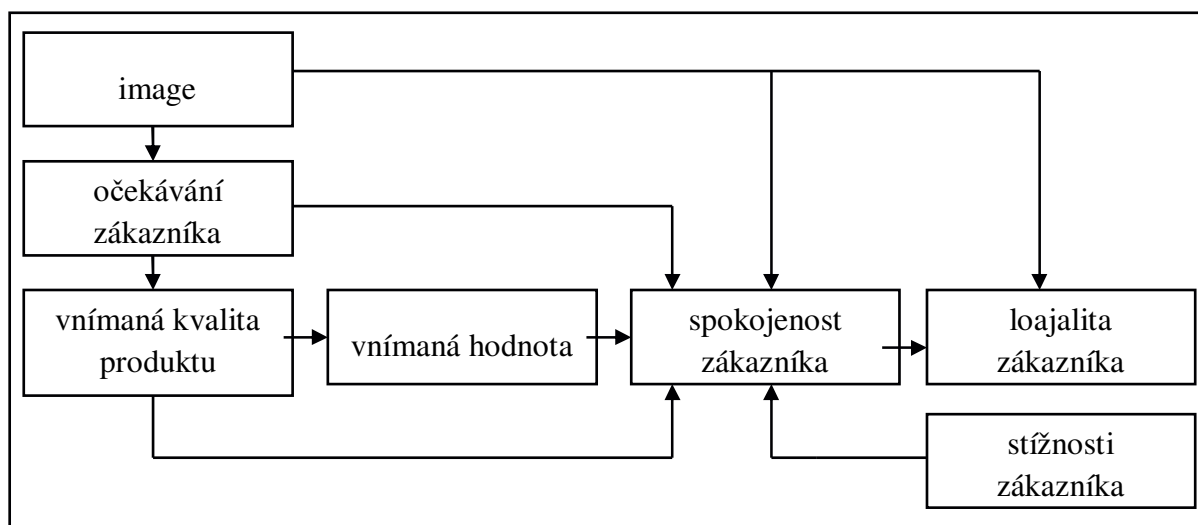 image
očekávání
zákazníka
vnímaná kvalita
produktu
vnímaná hodnota
spokojenost
zákazníka
loajalita
zákazníka
stížnosti
zákazníka